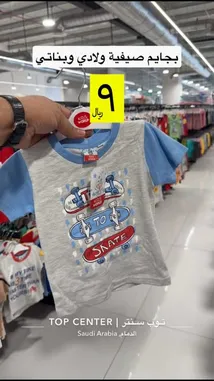 بجايم صيفية ولادي وبناتي
٩
ريال
TO
SKATE
TOP CENTER | توب سنتر
Saudi Arabia الدمام,